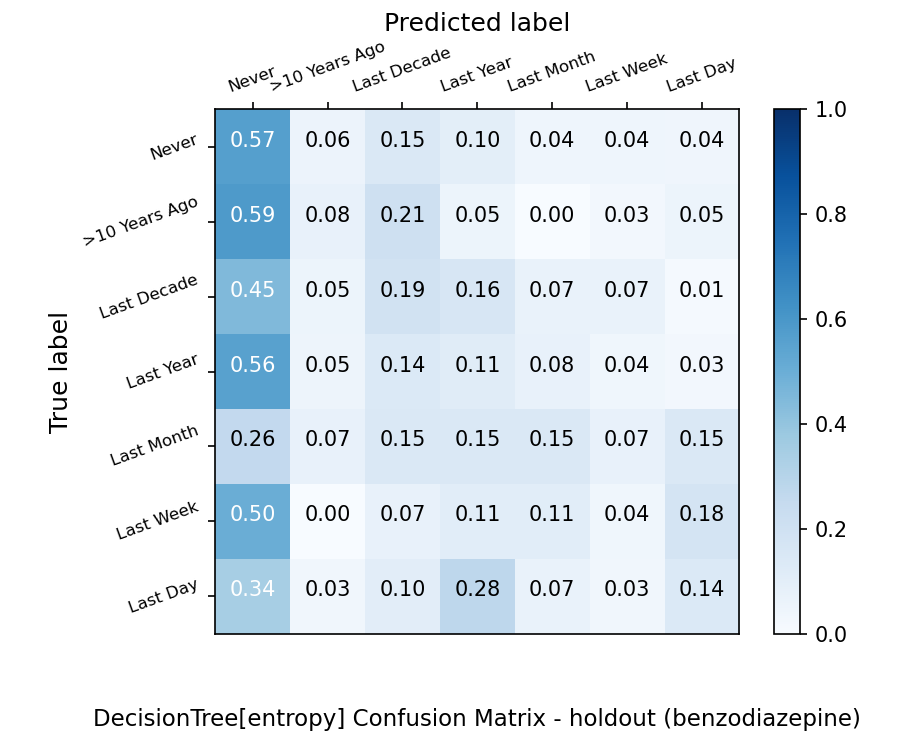 Predicted label
Never >10 Years Ago Last Decade Last Year Last Month Last Week Last Day
True label
Never 0.57 0.06 0.15 0.10 0.04 0.04 0.04
>10 Years Ago 0.59 0.08 0.21 0.05 0.00 0.03 0.05
Last Decade 0.45 0.05 0.19 0.16 0.07 0.07 0.01
Last Year 0.56 0.05 0.14 0.11 0.08 0.04 0.03
Last Month 0.26 0.07 0.15 0.15 0.15 0.07 0.15
Last Week 0.50 0.00 0.07 0.11 0.11 0.04 0.18
Last Day 0.34 0.03 0.10 0.28 0.07 0.03 0.14
1.0
0.8
0.6
0.4
0.2
0.0
DecisionTree[entropy] Confusion Matrix - holdout (benzodiazepine)